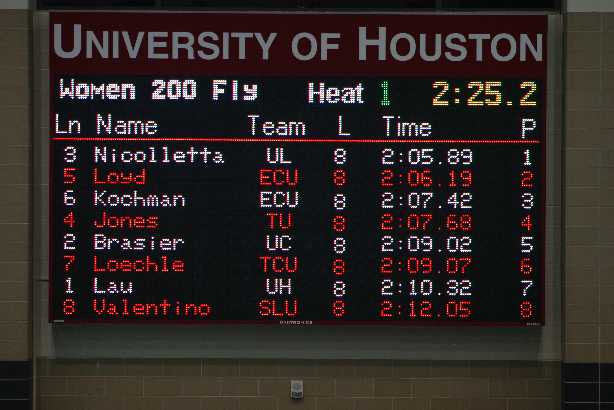 UNIVERSITY OF HOUSTON
Women 200 Fly Heat 1 2:25.2
Ln Name Team L Time P
3 Nicolletta UL 8 2:05.89 1
5 Loyd ECU 8 2:06.19 2
6 Kochman ECU 8 2:07.42 3
4 Jones TU 8 2:07.68 4
2 Brasier UC 8 2:09.02 5
7 Loechle TCU 8 2:09.07 6
1 Lau UH 8 2:10.32 7
8 Valentino SLU 8 2:12.05 8
DAKTRONICS